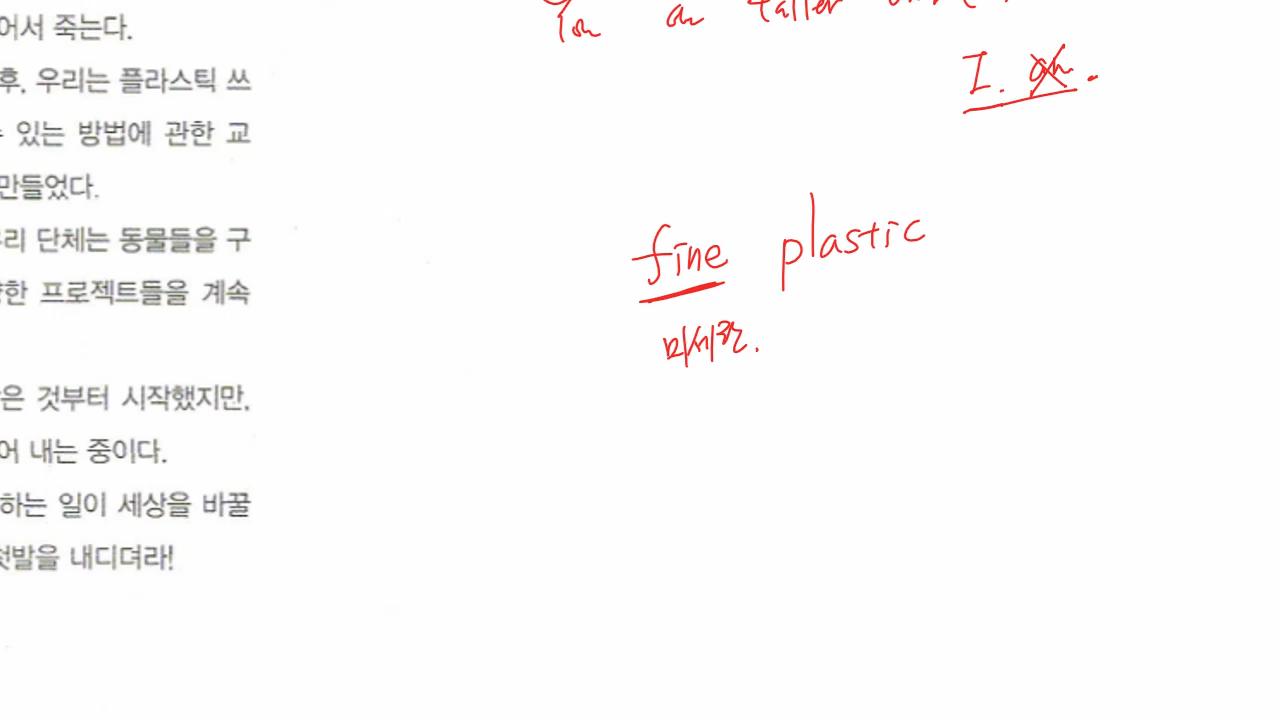 어서 죽는다.
후, 우리는 플라스틱 쓰
있는 방법에 관한 교
만들었다.
우리 단체는 동물들을 구
한 프로젝트들을 계속
은 것부터 시작했지만,
어 내는 중이다.
하는 일이 세상을 바꿀
첫발을 내디뎌라!
You are taller
I.
fine plastic
미세한.